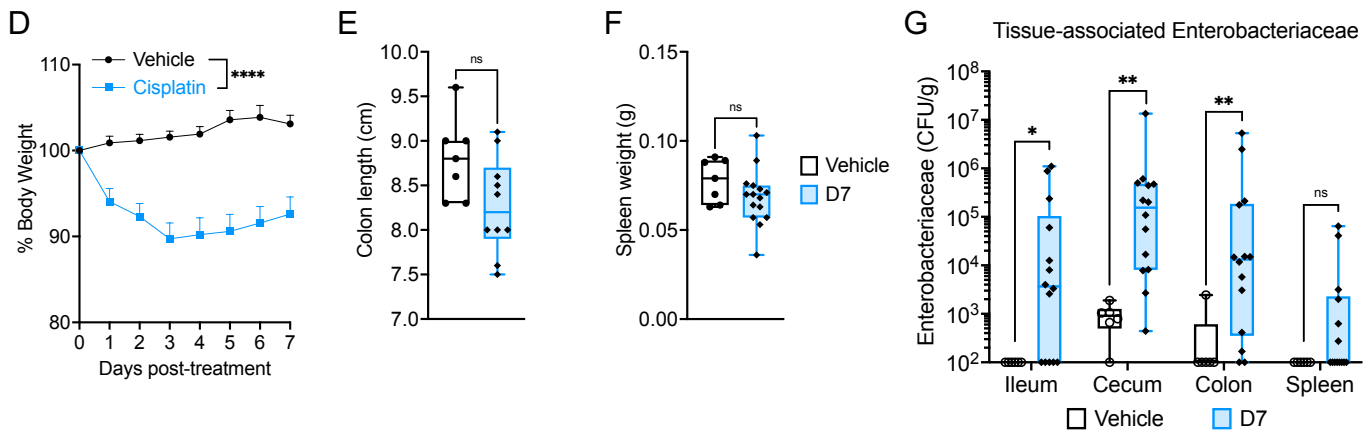 D
Vehicle
****
Cisplatin
% Body Weight
110
100
90
80
0 1 2 3 4 5 6 7
Days post-treatment
E
ns
Colon length (cm)
10.0
9.5
9.0
8.5
8.0
7.5
7.0
F
ns
Spleen weight (g)
0.15
0.10
0.05
0.00
Vehicle
D7
G
Tissue-associated Enterobacteriaceae
Enterobacteriaceae (CFU/g)
10⁸
10⁷
10⁶
10⁵
10⁴
10³
10²
*
**
**
ns
Ileum Cecum Colon Spleen
Vehicle D7